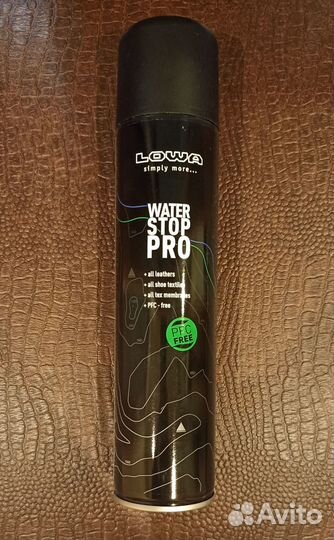 LOWA
simply more...
WATER
STOP
PRO
+ all leathers
+ all shoe textiles
+ all tex membranes
+ PFC - free
PFC
FREE
Avito